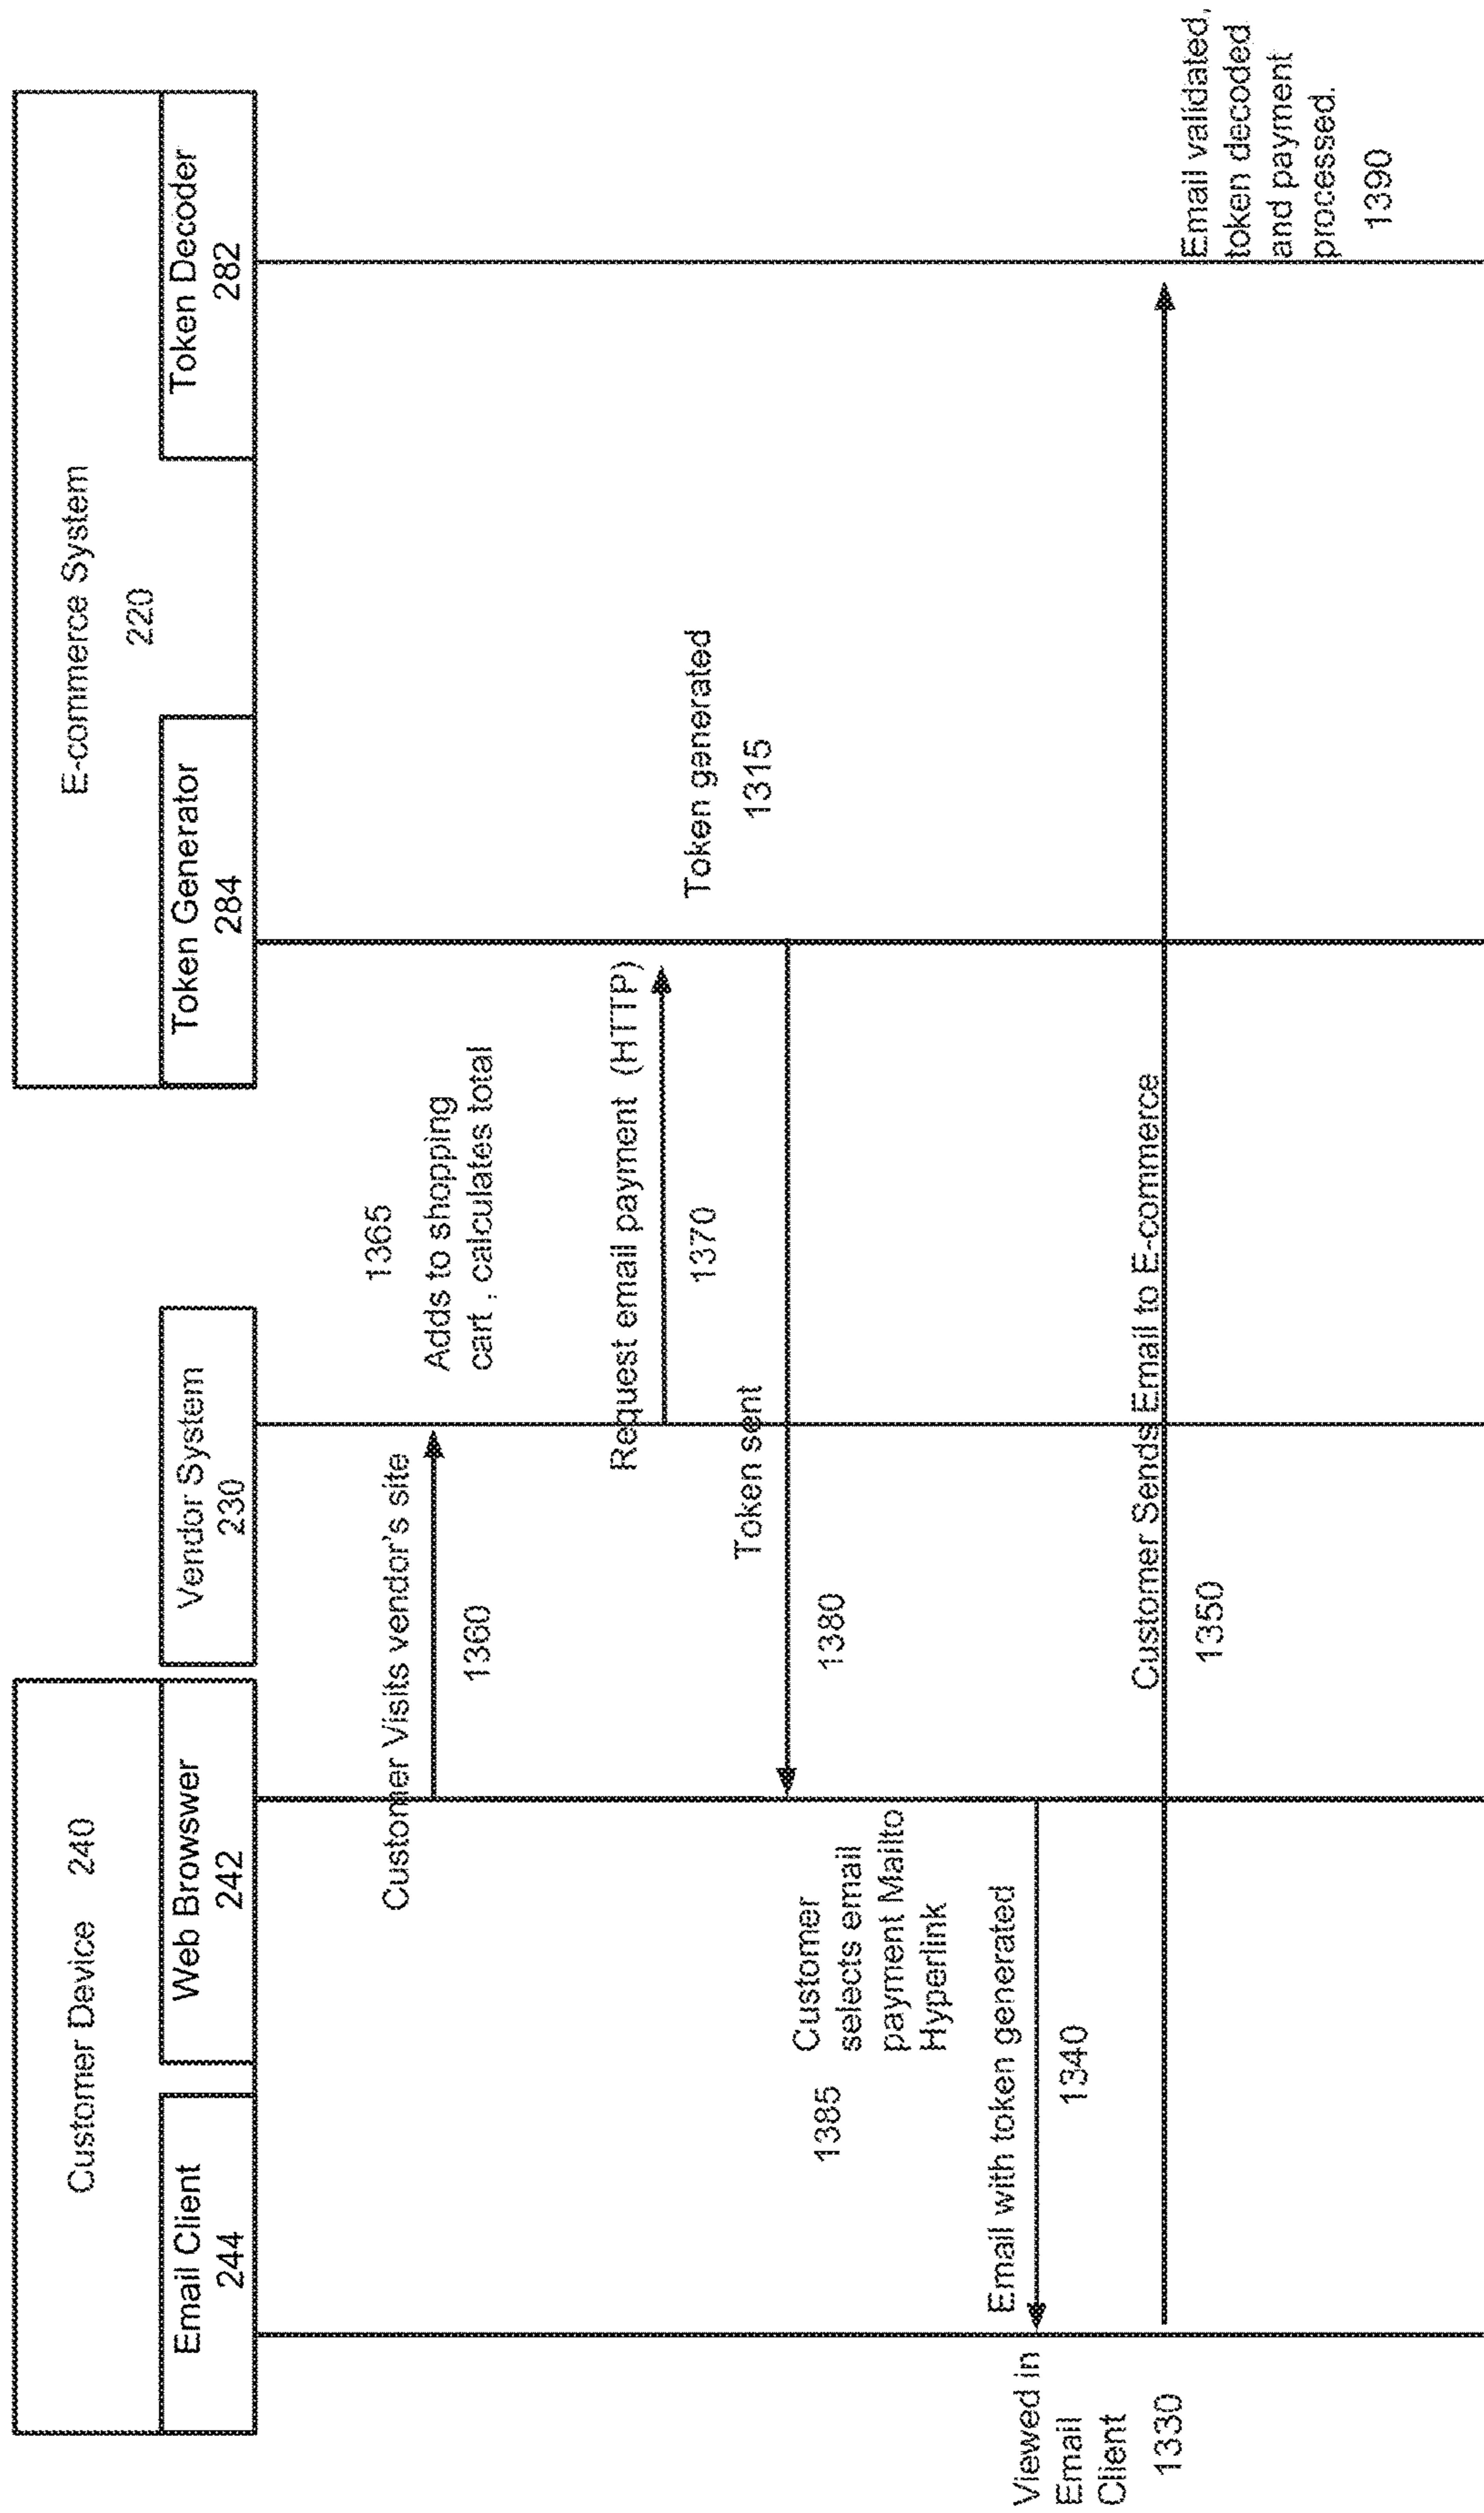 Customer Device 240
E-commerce System
220
Email Client
244
Web Browser
242
Vendor System
230
Token Generator
284
Token Decoder
282
Customer Visits vendor's site
1360
1365
Adds to shopping
cart , calculates total
Request email payment (HTTP)
1370
Token generated
1315
Token sent
1380
1385
Customer
selects email
payment Mailto
Hyperlink
Email with token generated
1340
Viewed in
Email
Client
1330
Customer Sends Email to E-commerce
1350
Email validated,
token decoded
and payment
processed.
1390